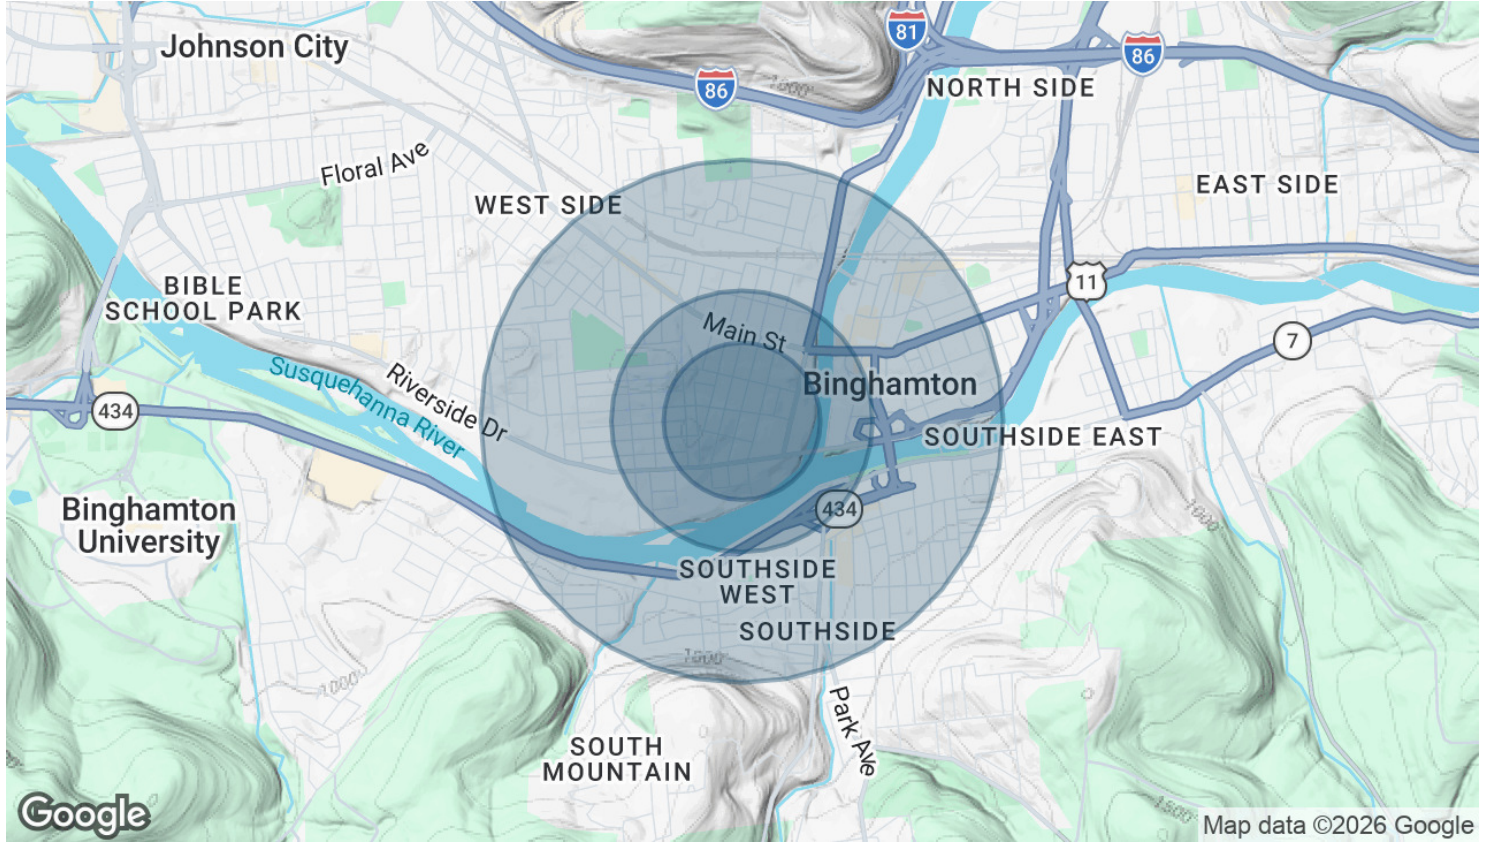 Johnson City
81
86
86
NORTH SIDE
Floral Ave
WEST SIDE
EAST SIDE
BIBLE
SCHOOL PARK
11
7
Main St
Susquehanna River
Riverside Dr
Binghamton
434
SOUTHSIDE EAST
Binghamton
University
434
SOUTHSIDE
WEST
SOUTHSIDE
1000'
1000'
1000'
1000'
Park Ave
SOUTH
MOUNTAIN
1500'
Google
Map data ©2026 Google